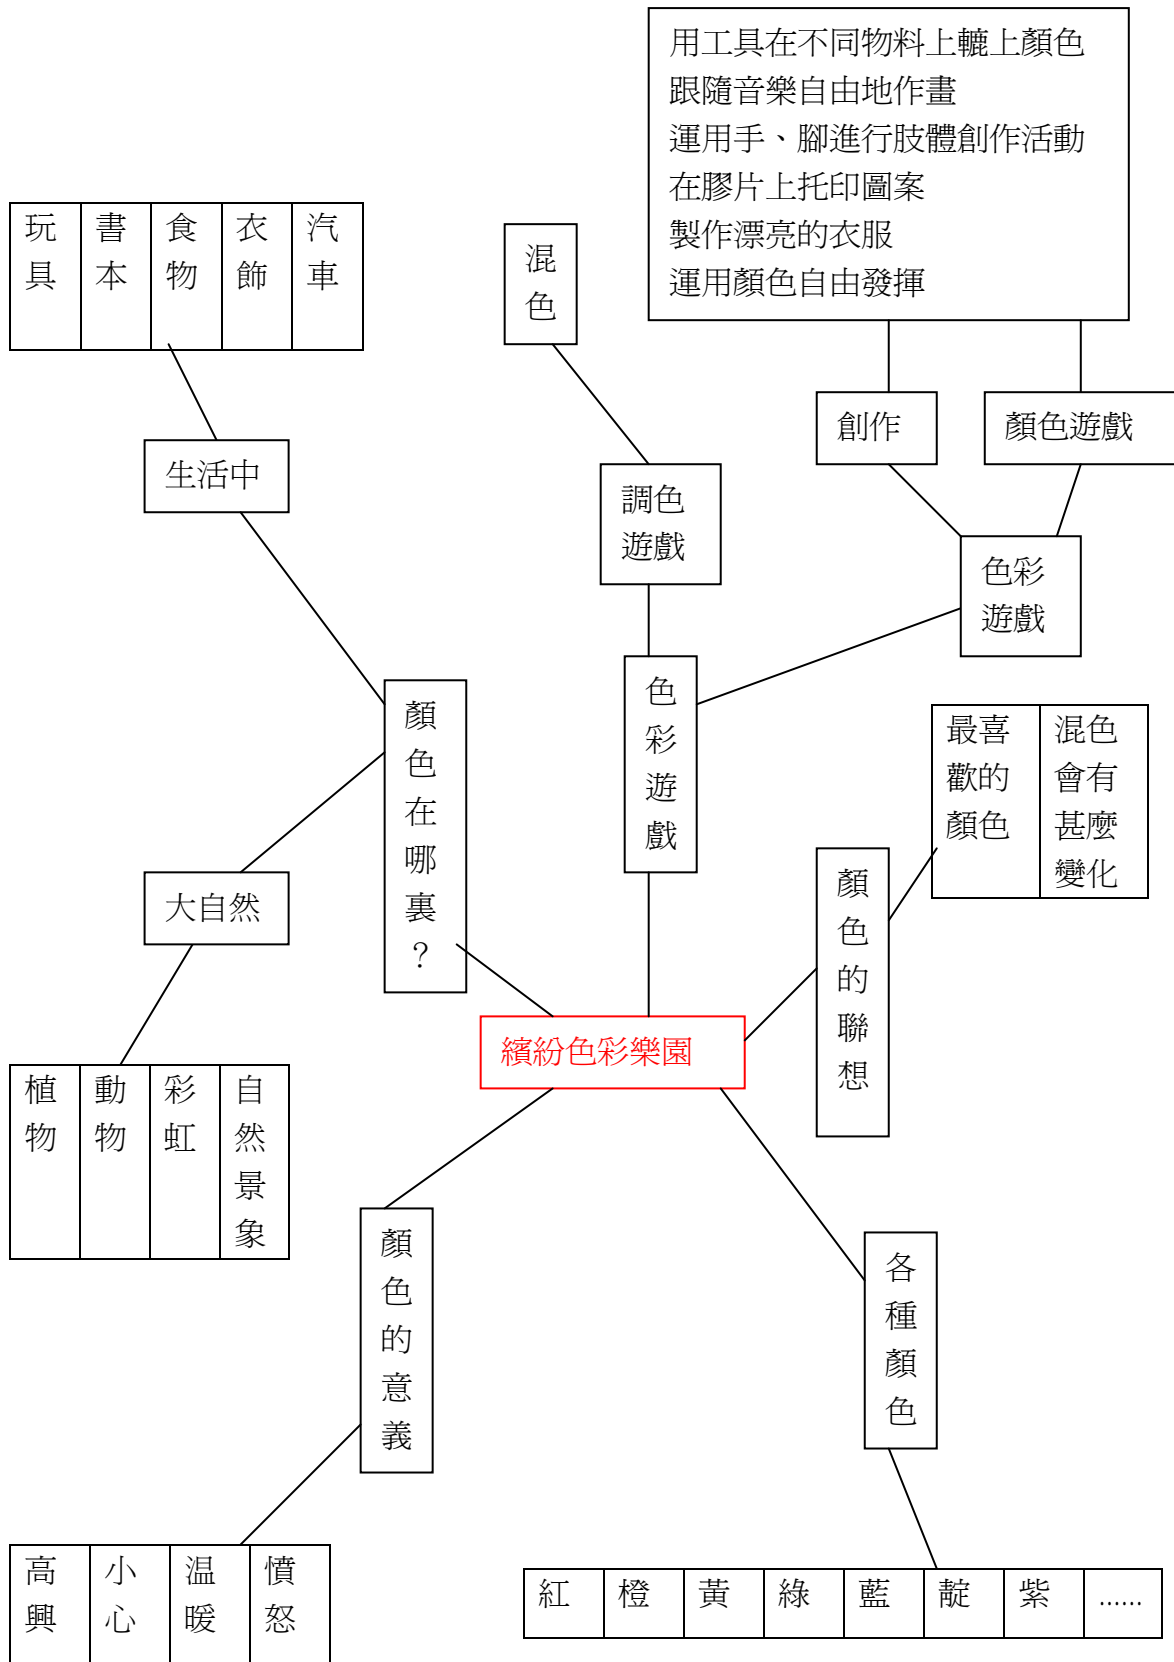 用工具在不同物料上轆上顏色
跟隨音樂自由地作畫
運用手、腳進行肢體創作活動
在膠片上托印圖案
製作漂亮的衣服
運用顏色自由發揮
玩具
書本
食物
衣飾
汽車
混色
創作
顏色遊戲
生活中
調色
遊戲
色彩
遊戲
顏色在哪裏？
色彩遊戲
最喜
歡的
顏色
混色
會有
甚麼
變化
大自然
顏色的聯想
繽紛色彩樂園
植物
動物
彩虹
自然景象
顏色的意義
各種顏色
高興
小心
温暖
憤怒
紅
橙
黃
綠
藍
靛
紫
……